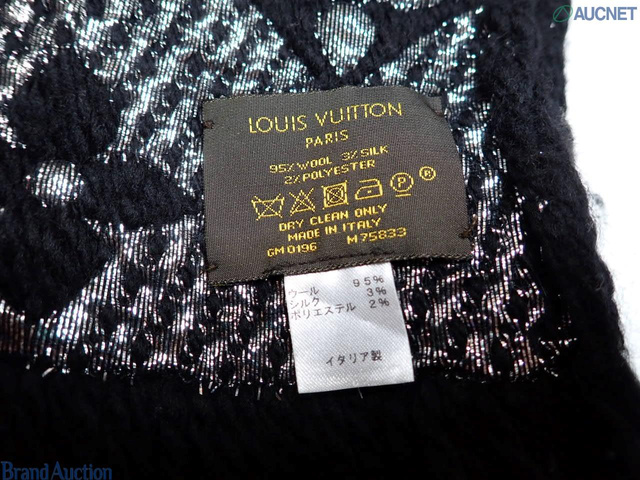 AUCNET
LOUIS VUITTON
PARIS
95% WOOL 3% SILK
2% POLYESTER
P ®
DRY CLEAN ONLY
MADE IN ITALY
GM0196 M75833
ウール 95%
シルク 3%
ポリエステル 2%
イタリア製
Brand Auction